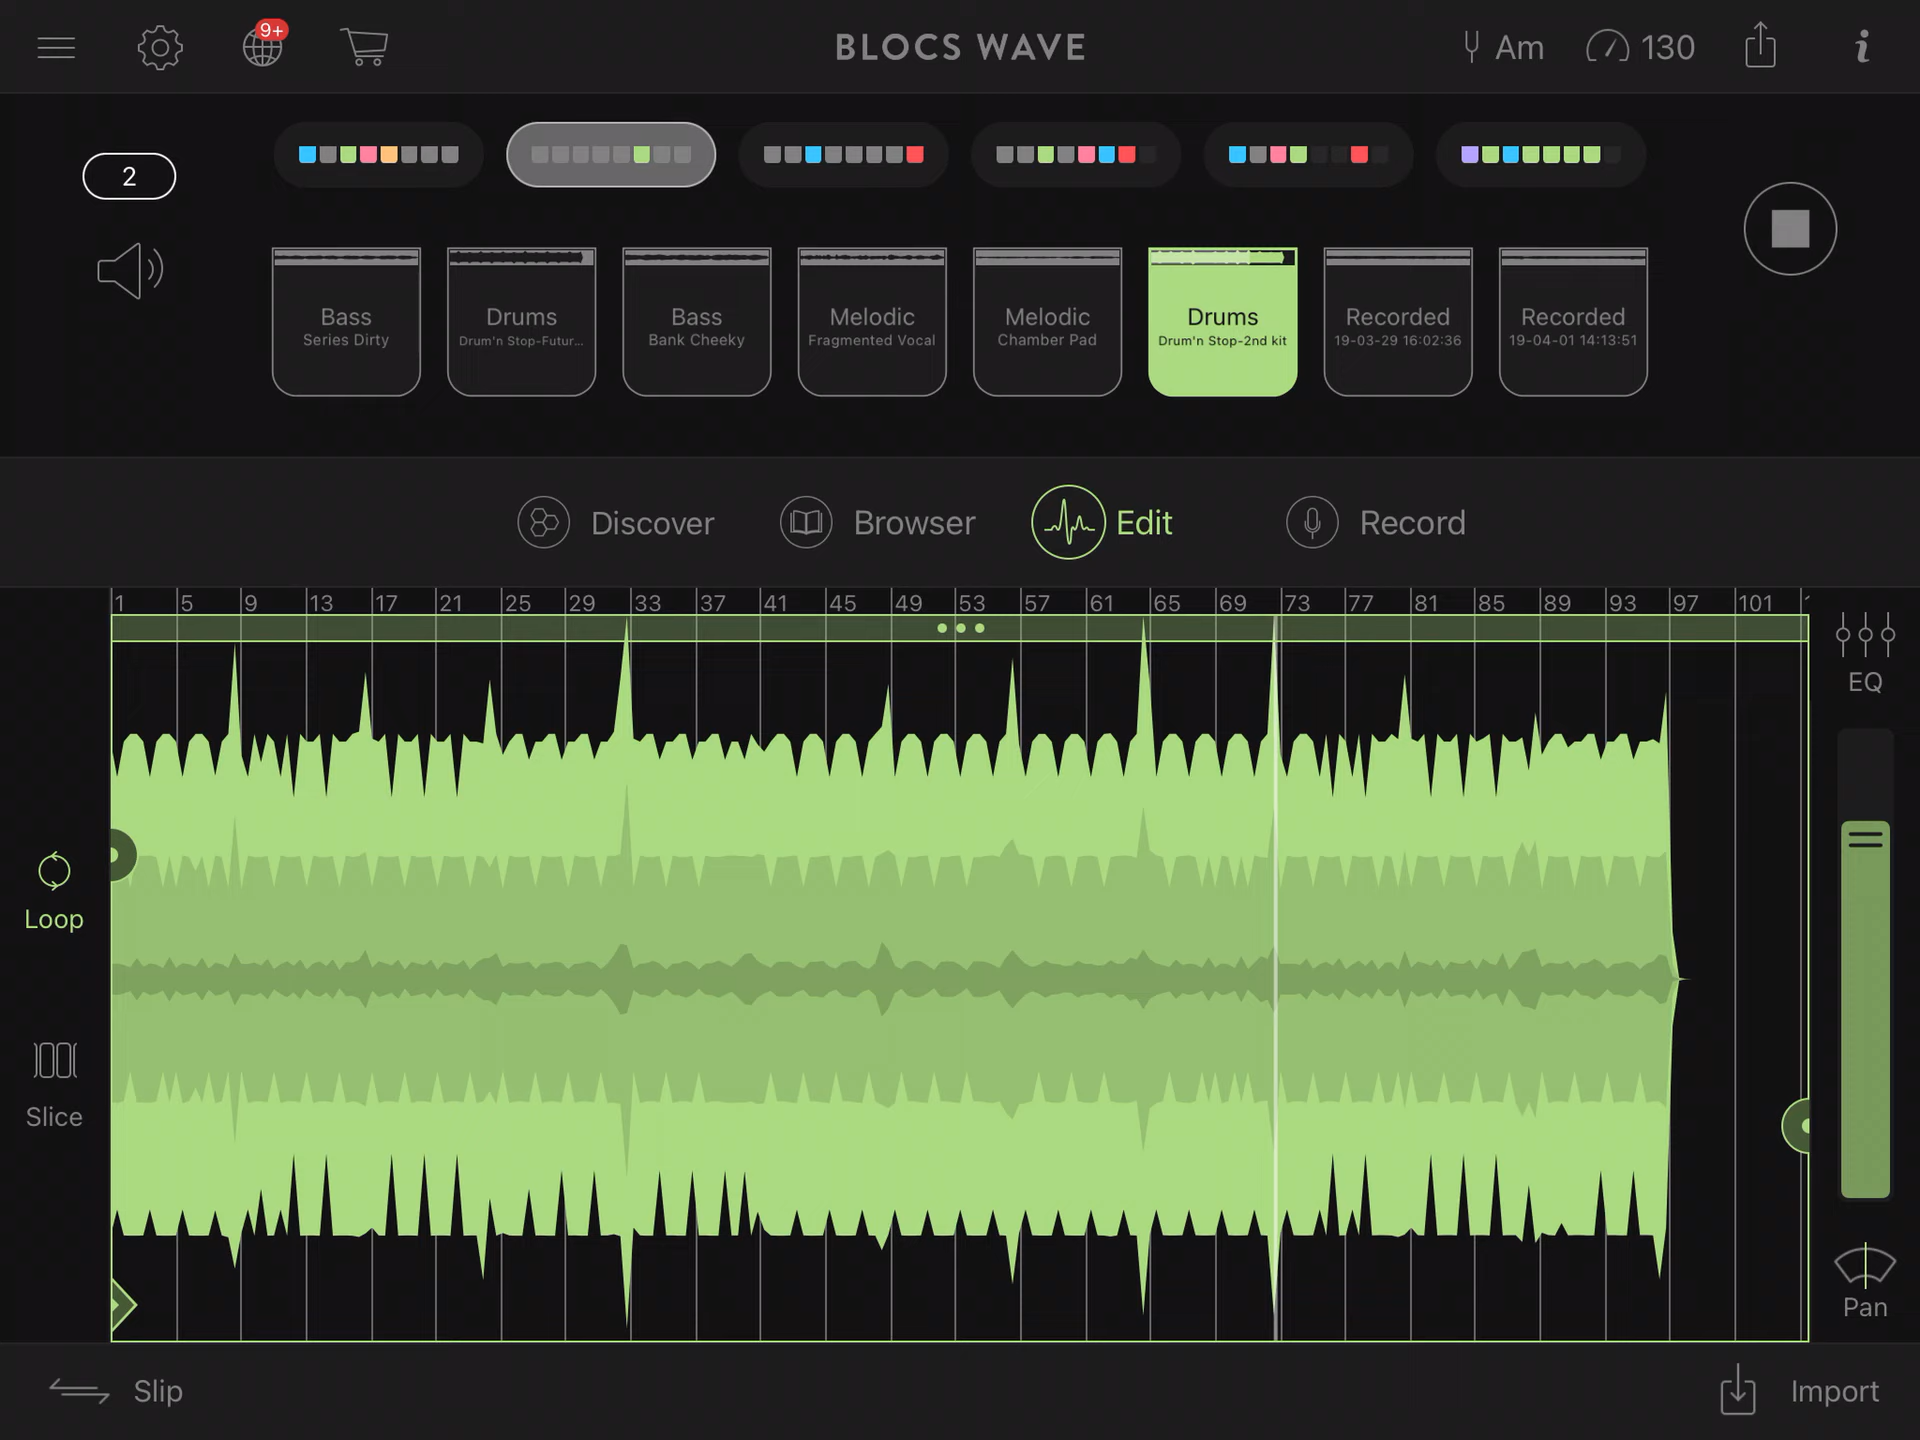 9+
BLOCS WAVE
Am
130
2
Bass
Series Dirty
Drums
Drum'n Stop-Futur...
Bass
Bank Cheeky
Melodic
Fragmented Vocal
Melodic
Chamber Pad
Drums
Drum'n Stop-2nd kit
Recorded
19-03-29 16:02:36
Recorded
19-04-01 14:13:51
Discover
Browser
Edit
Record
1 5 9 13 17 21 25 29 33 37 41 45 49 53 57 61 65 69 73 77 81 85 89 93 97 101
EQ
Loop
Slice
Pan
Slip
Import